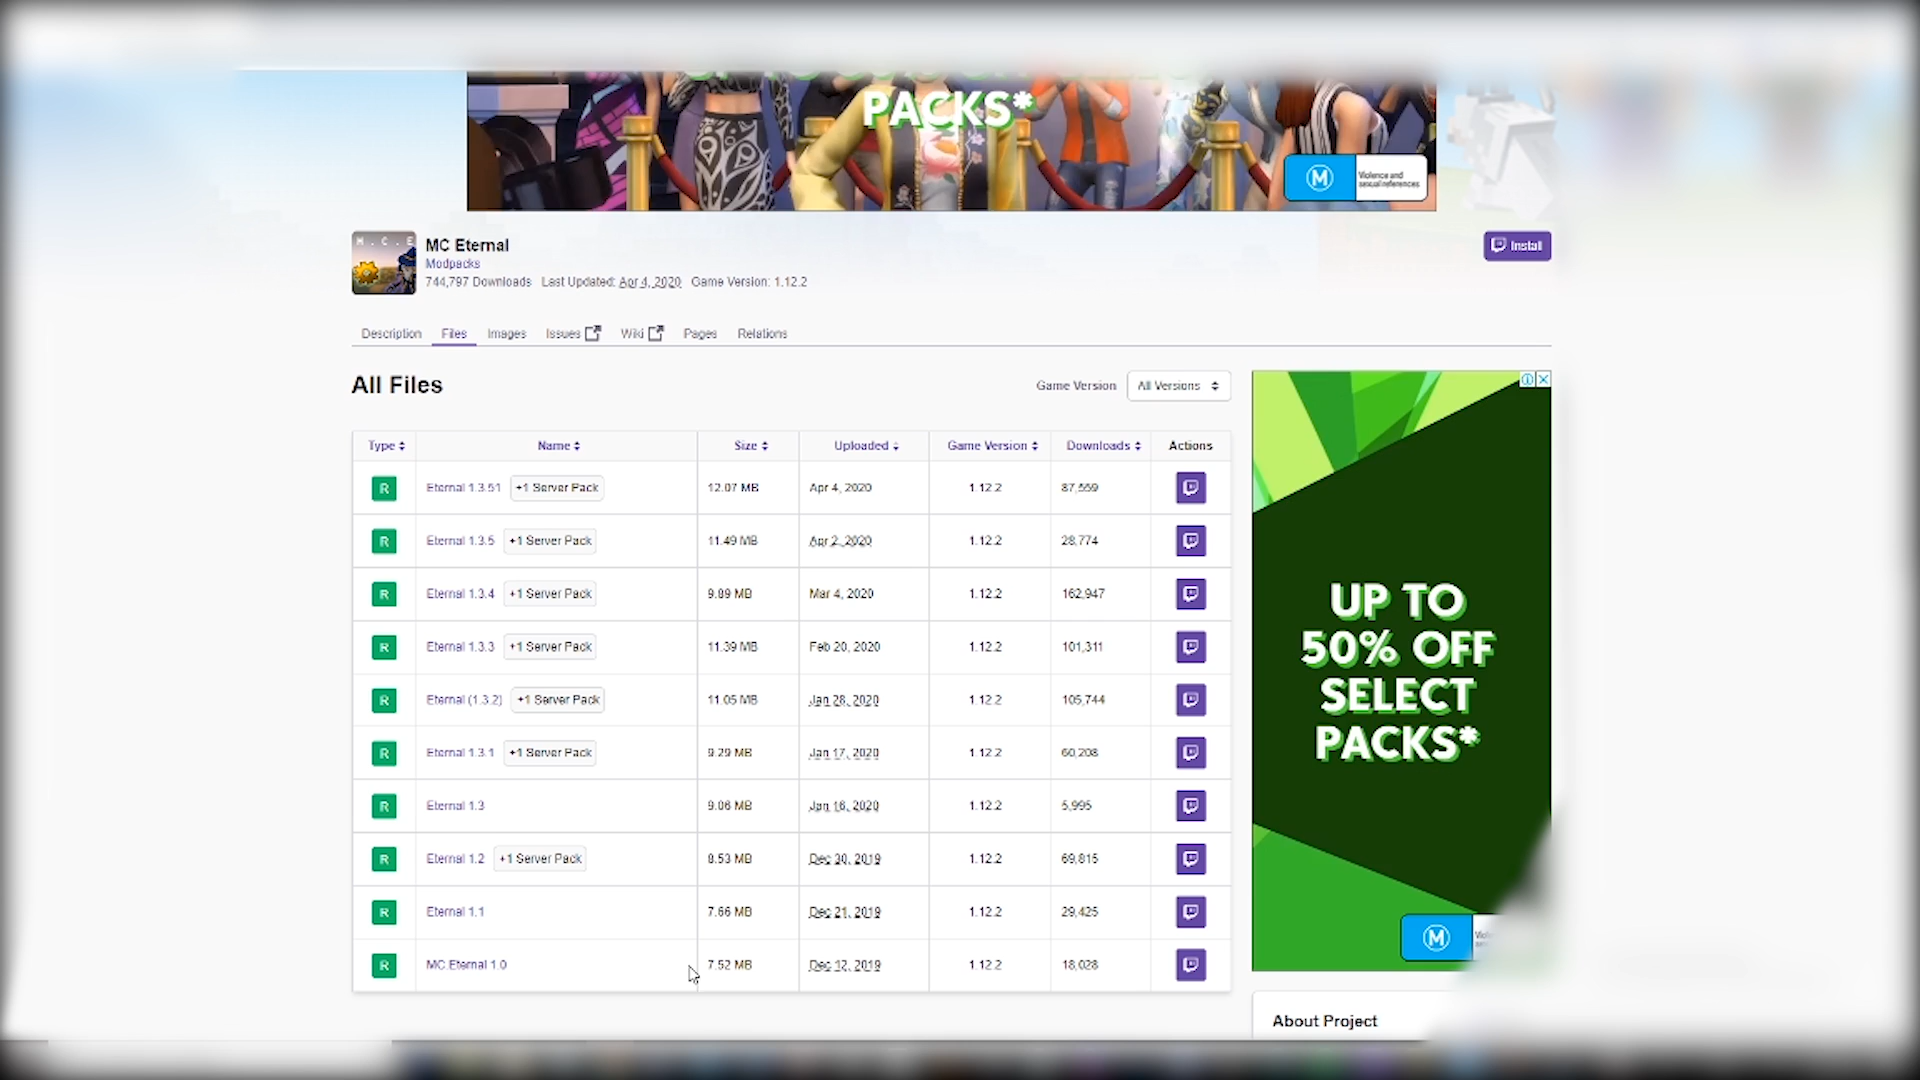 PACKS*
M
Violence and
sexual references
M.C.E
MC Eternal
Modpacks
744,797 Downloads Last Updated: Apr 4, 2020 Game Version: 1.12.2
Install
Description Files Images Issues Wiki Pages Relations
All Files
Game Version All Versions
Type Name Size Uploaded Game Version Downloads Actions
R Eternal 1.3.51 +1 Server Pack 12.07 MB Apr 4, 2020 1.12.2 87,559
R Eternal 1.3.5 +1 Server Pack 11.49 MB Apr 2, 2020 1.12.2 28,774
R Eternal 1.3.4 +1 Server Pack 9.89 MB Mar 4, 2020 1.12.2 162,947
R Eternal 1.3.3 +1 Server Pack 11.39 MB Feb 20, 2020 1.12.2 101,311
R Eternal (1.3.2) +1 Server Pack 11.05 MB Jan 28, 2020 1.12.2 105,744
R Eternal 1.3.1 +1 Server Pack 9.29 MB Jan 17, 2020 1.12.2 60,208
R Eternal 1.3 9.06 MB Jan 16, 2020 1.12.2 5,995
R Eternal 1.2 +1 Server Pack 8.53 MB Dec 30, 2019 1.12.2 69,815
R Eternal 1.1 7.66 MB Dec 21, 2019 1.12.2 29,425
R MC Eternal 1.0 7.52 MB Dec 12, 2019 1.12.2 18,028
UP TO
50% OFF
SELECT
PACKS*
M
About Project